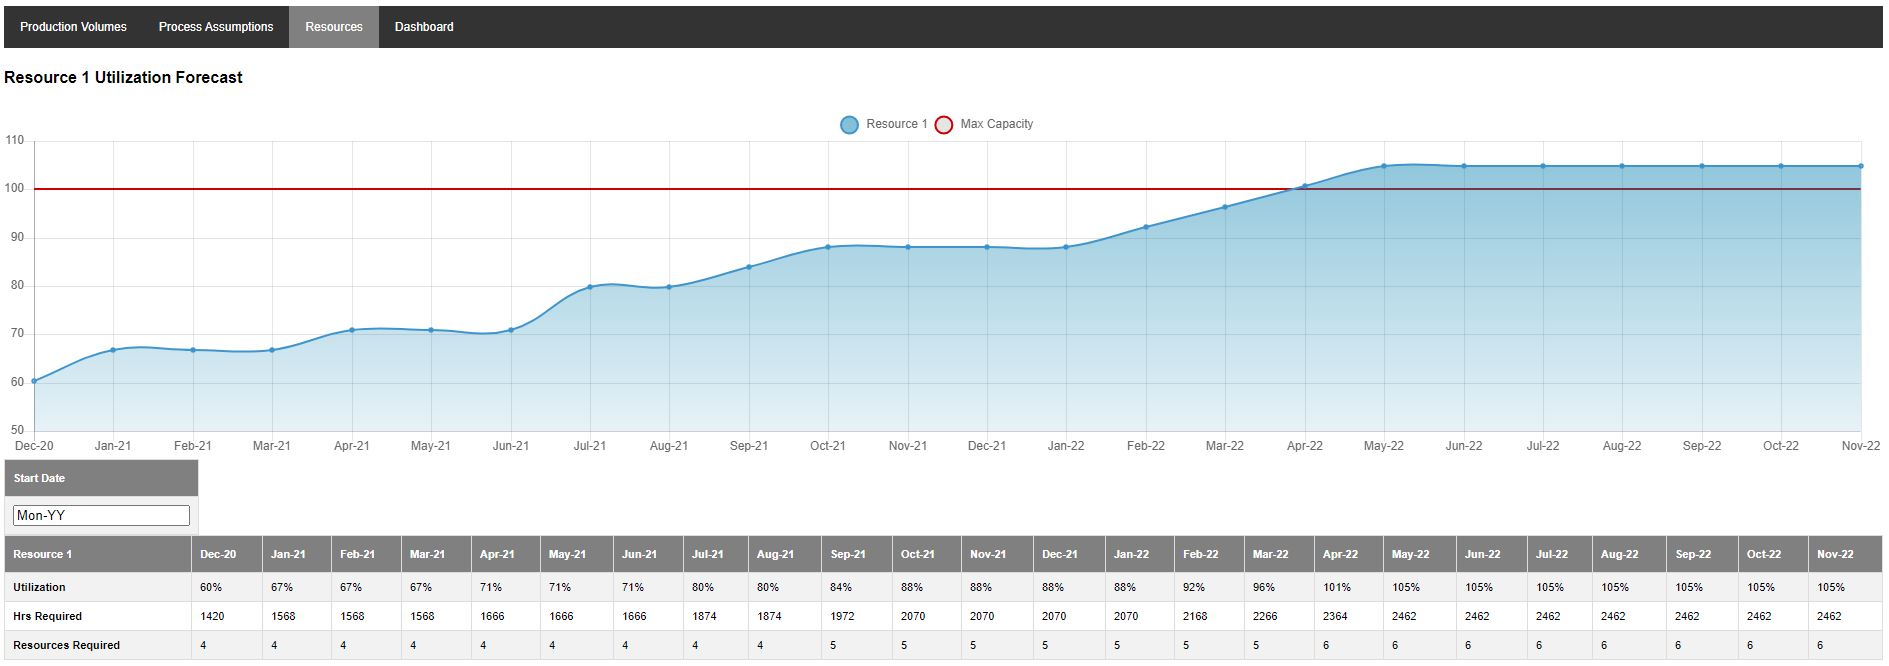 Production Volumes Process Assumptions Resources Dashboard
Resource 1 Utilization Forecast
Resource 1 Max Capacity
110
100
90
80
70
60
50
Dec-20 Jan-21 Feb-21 Mar-21 Apr-21 May-21 Jun-21 Jul-21 Aug-21 Sep-21 Oct-21 Nov-21 Dec-21 Jan-22 Feb-22 Mar-22 Apr-22 May-22 Jun-22 Jul-22 Aug-22 Sep-22 Oct-22 Nov-22
Start Date
Mon-YY
Resource 1 Dec-20 Jan-21 Feb-21 Mar-21 Apr-21 May-21 Jun-21 Jul-21 Aug-21 Sep-21 Oct-21 Nov-21 Dec-21 Jan-22 Feb-22 Mar-22 Apr-22 May-22 Jun-22 Jul-22 Aug-22 Sep-22 Oct-22 Nov-22
Utilization 60% 67% 67% 67% 71% 71% 71% 80% 80% 84% 88% 88% 88% 88% 92% 96% 101% 105% 105% 105% 105% 105% 105% 105%
Hrs Required 1420 1568 1568 1568 1666 1666 1666 1874 1874 1972 2070 2070 2070 2070 2168 2266 2364 2462 2462 2462 2462 2462 2462 2462
Resources Required 4 4 4 4 4 4 4 4 4 5 5 5 5 5 5 5 6 6 6 6 6 6 6 6